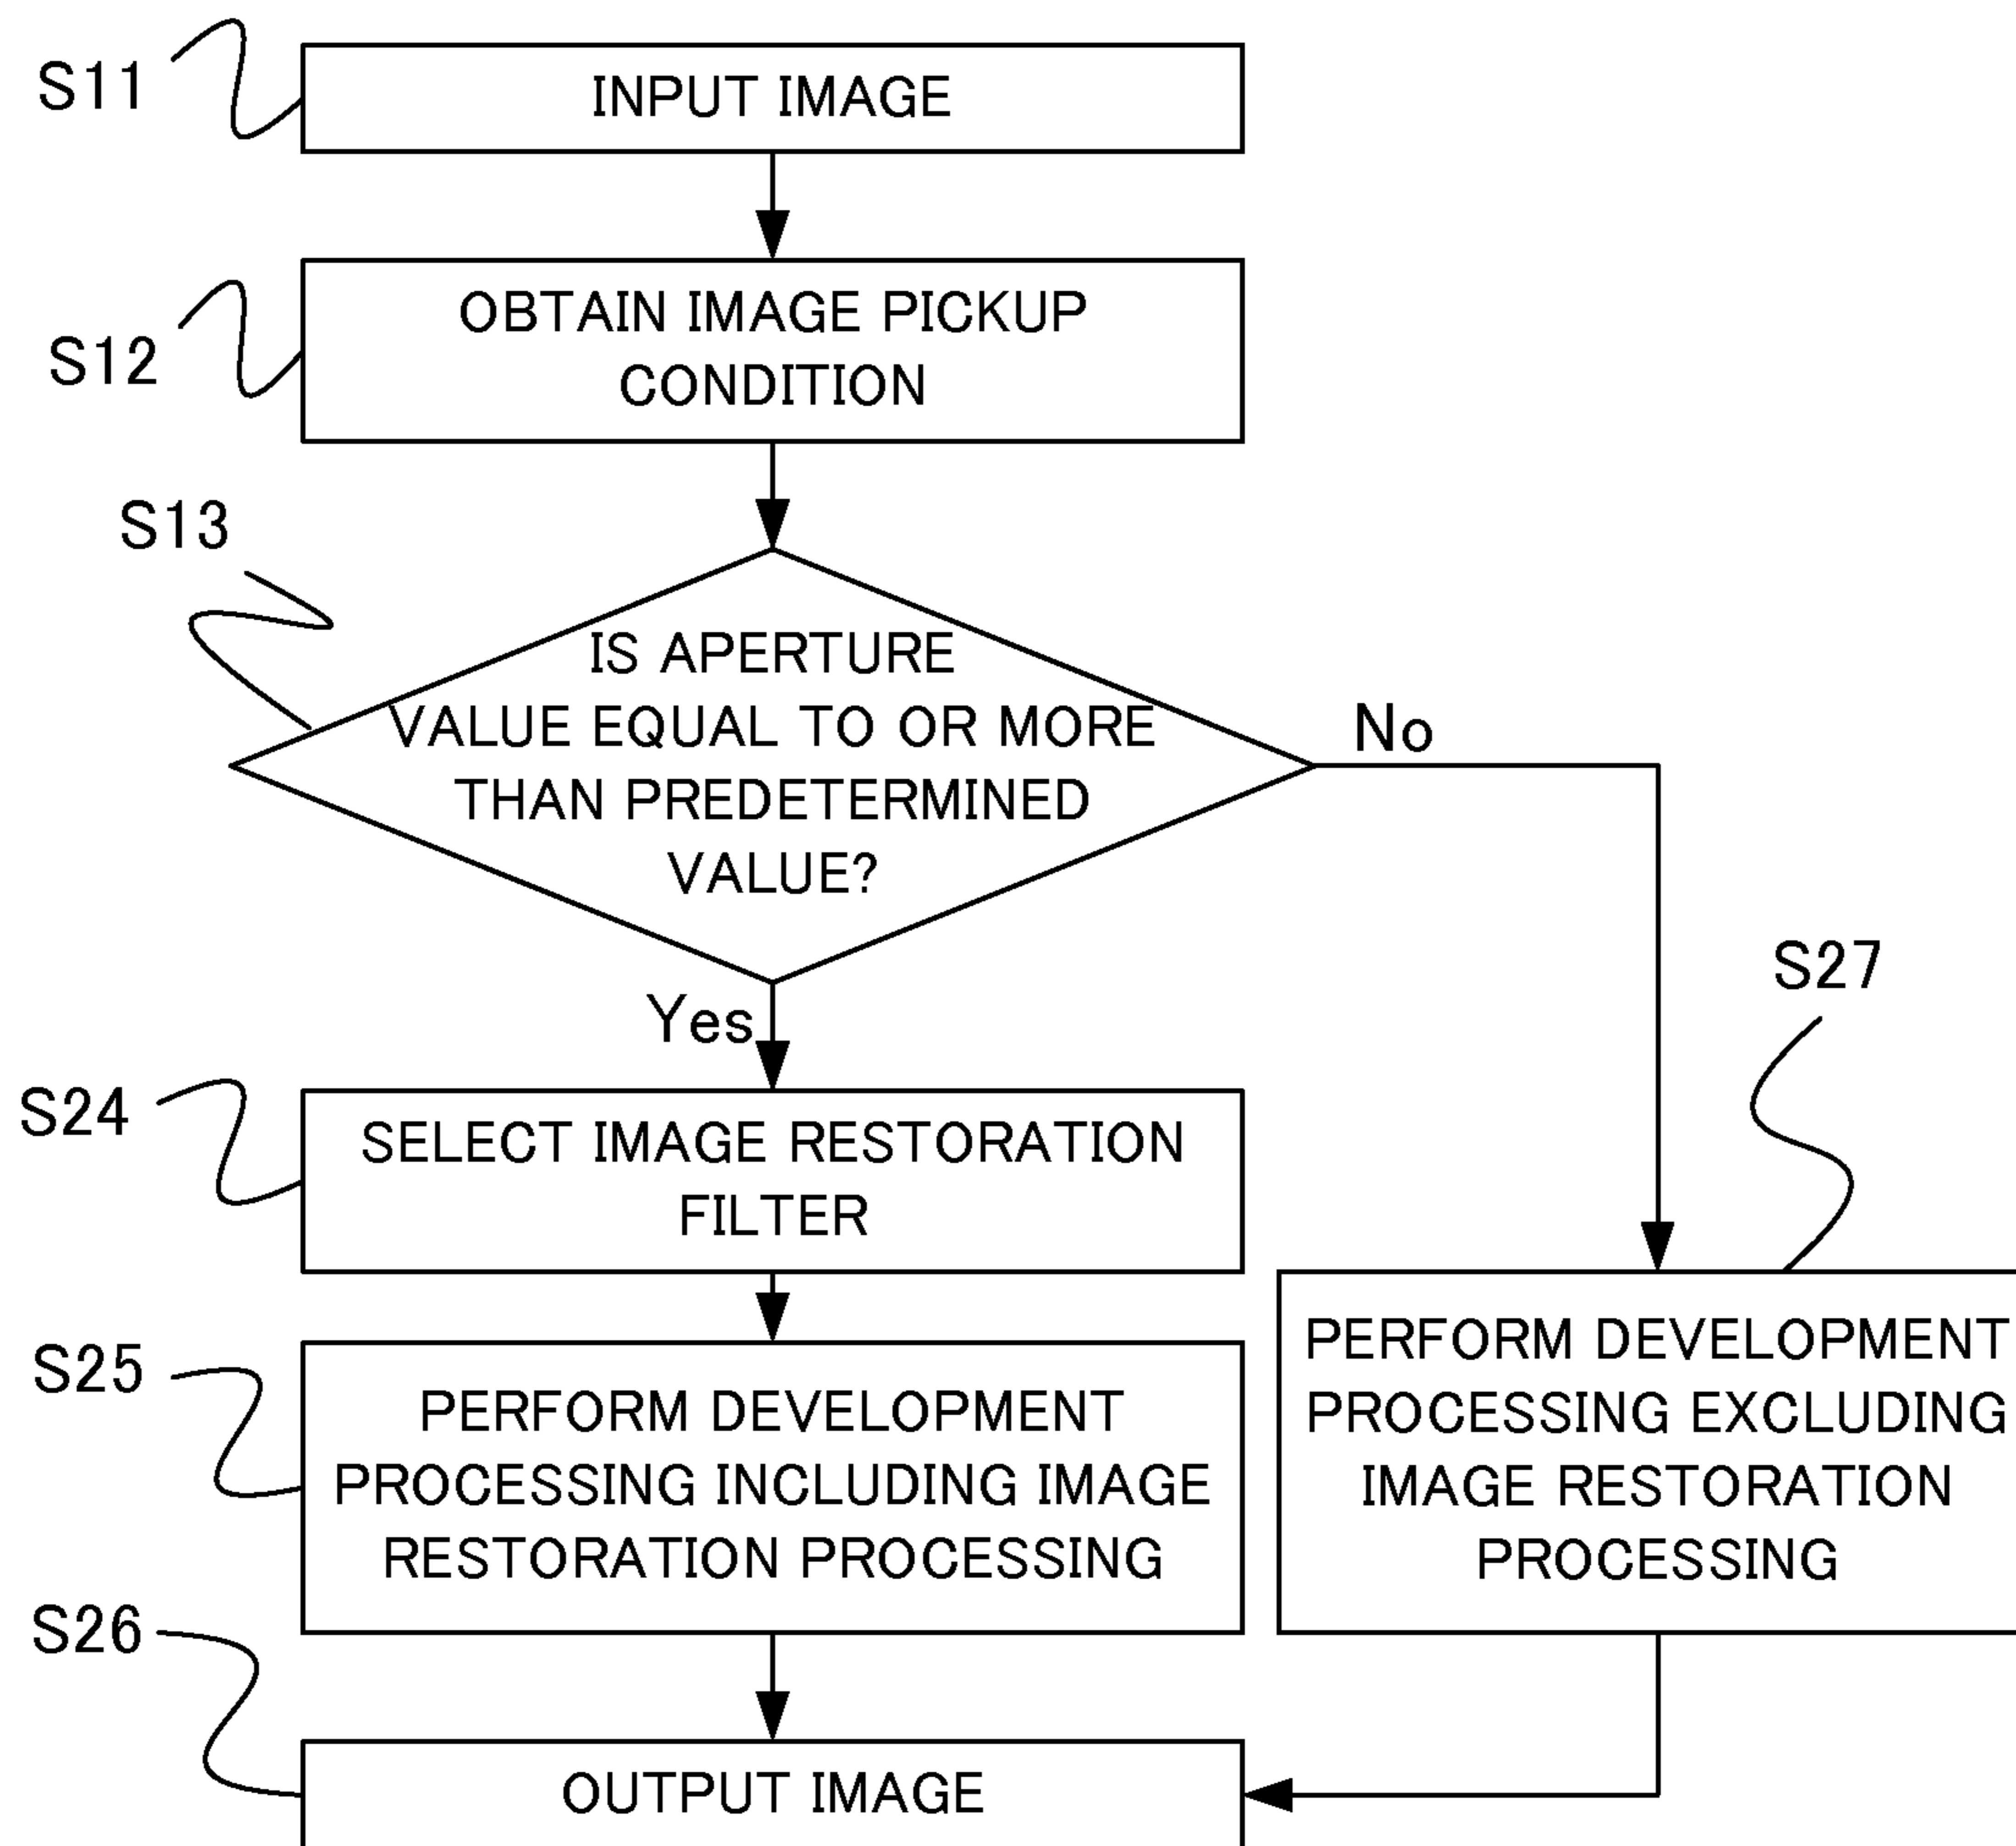 S11
INPUT IMAGE
S12
OBTAIN IMAGE PICKUP
CONDITION
S13
IS APERTURE
VALUE EQUAL TO OR MORE
THAN PREDETERMINED
VALUE?
No
Yes
S27
S24
SELECT IMAGE RESTORATION
FILTER
S25
PERFORM DEVELOPMENT
PROCESSING INCLUDING IMAGE
RESTORATION PROCESSING
PERFORM DEVELOPMENT
PROCESSING EXCLUDING
IMAGE RESTORATION
PROCESSING
S26
OUTPUT IMAGE